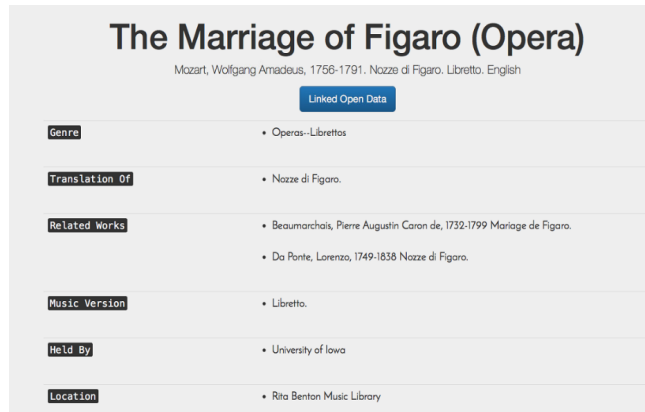 The Marriage of Figaro (Opera)
Mozart, Wolfgang Amadeus, 1756-1791. Nozze di Figaro. Libretto. English
Linked Open Data
Genre
• Operas--Librettos
Translation Of
• Nozze di Figaro.
Related Works
• Beaumarchais, Pierre Augustin Caron de, 1732-1799 Mariage de Figaro.
• Da Ponte, Lorenzo, 1749-1838 Nozze di Figaro.
Music Version
• Libretto.
Held By
• University of Iowa
Location
• Rita Benton Music Library